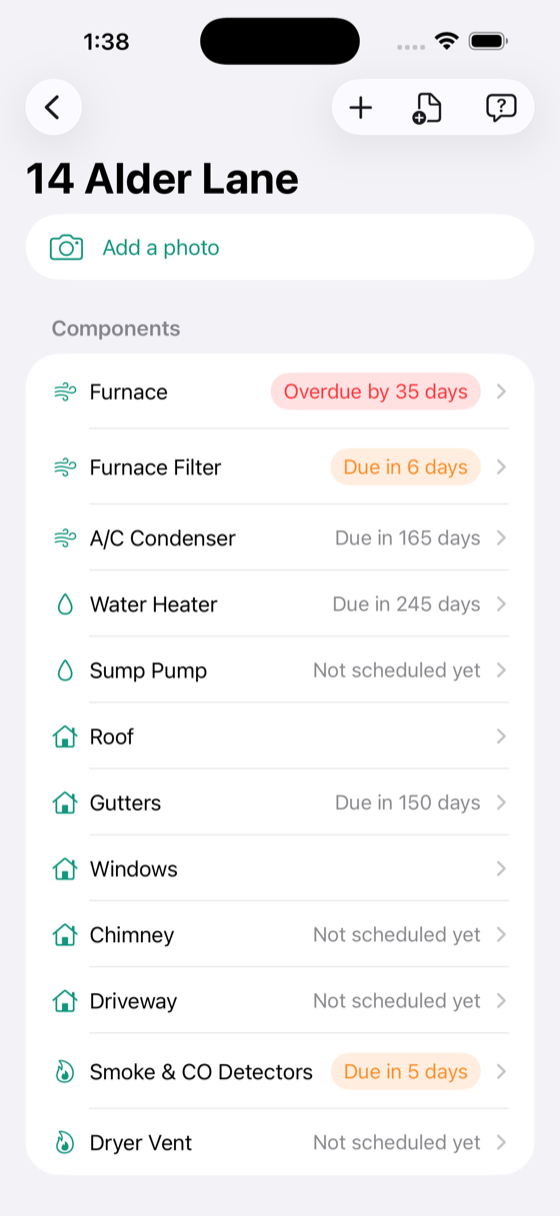 1:38
14 Alder Lane
Add a photo
Components
Furnace Overdue by 35 days
Furnace Filter Due in 6 days
A/C Condenser Due in 165 days
Water Heater Due in 245 days
Sump Pump Not scheduled yet
Roof
Gutters Due in 150 days
Windows
Chimney Not scheduled yet
Driveway Not scheduled yet
Smoke & CO Detectors Due in 5 days
Dryer Vent Not scheduled yet